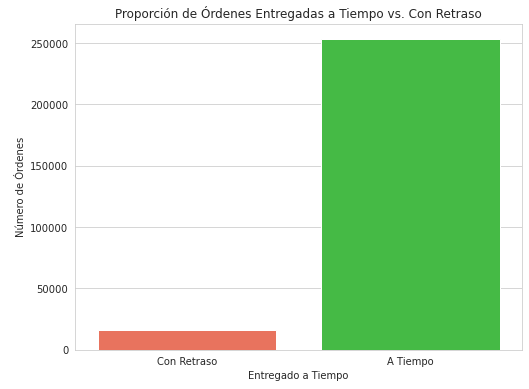 Proporción de Órdenes Entregadas a Tiempo vs. Con Retraso
Número de Órdenes
250000
200000
150000
100000
50000
0
Con Retraso
A Tiempo
Entregado a Tiempo